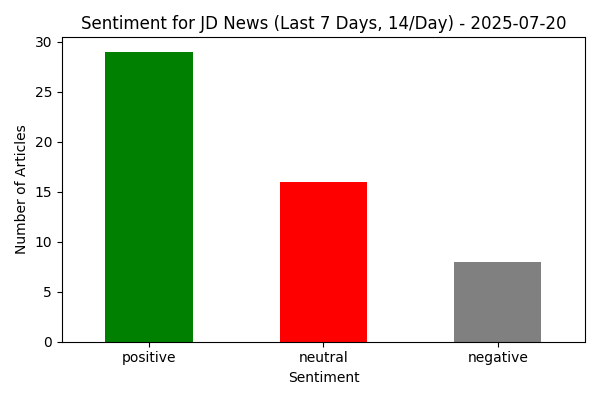 Sentiment for JD News (Last 7 Days, 14/Day) - 2025-07-20
30
25
20
15
10
5
0
Number of Articles
positive
neutral
negative
Sentiment